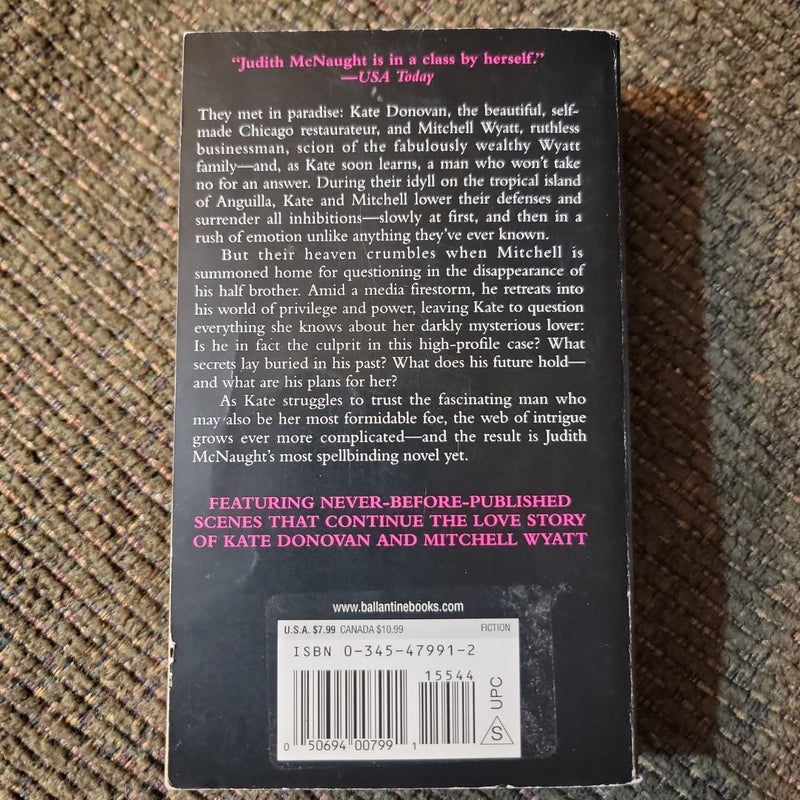 “Judith McNaught is in a class by herself.”
—USA Today
They met in paradise: Kate Donovan, the beautiful, self-
made Chicago restaurateur, and Mitchell Wyatt, ruthless
businessman, scion of the fabulously wealthy Wyatt
family—and, as Kate soon learns, a man who won’t take
no for an answer. During their idyll on the tropical island
of Anguilla, Kate and Mitchell lower their defenses and
surrender all inhibitions—slowly at first, and then in a
rush of emotion unlike anything they’ve ever known.
But their heaven crumbles when Mitchell is
summoned home for questioning in the disappearance of
his half brother. Amid a media firestorm, he retreats into
his world of privilege and power, leaving Kate to question
everything she knows about her darkly mysterious lover:
Is he in fact the culprit in this high-profile case? What
secrets lay buried in his past? What does his future hold—
and what are his plans for her?
As Kate struggles to trust the fascinating man who
may also be her most formidable foe, the web of intrigue
grows ever more complicated—and the result is Judith
McNaught’s most spellbinding novel yet.
FEATURING NEVER-BEFORE-PUBLISHED
SCENES THAT CONTINUE THE LOVE STORY
OF KATE DONOVAN AND MITCHELL WYATT
www.ballantinebooks.com
U.S.A. $7.99 CANADA $10.99 FICTION
ISBN 0-345-47991-2
15544
0 50694 00799 1
S UPC